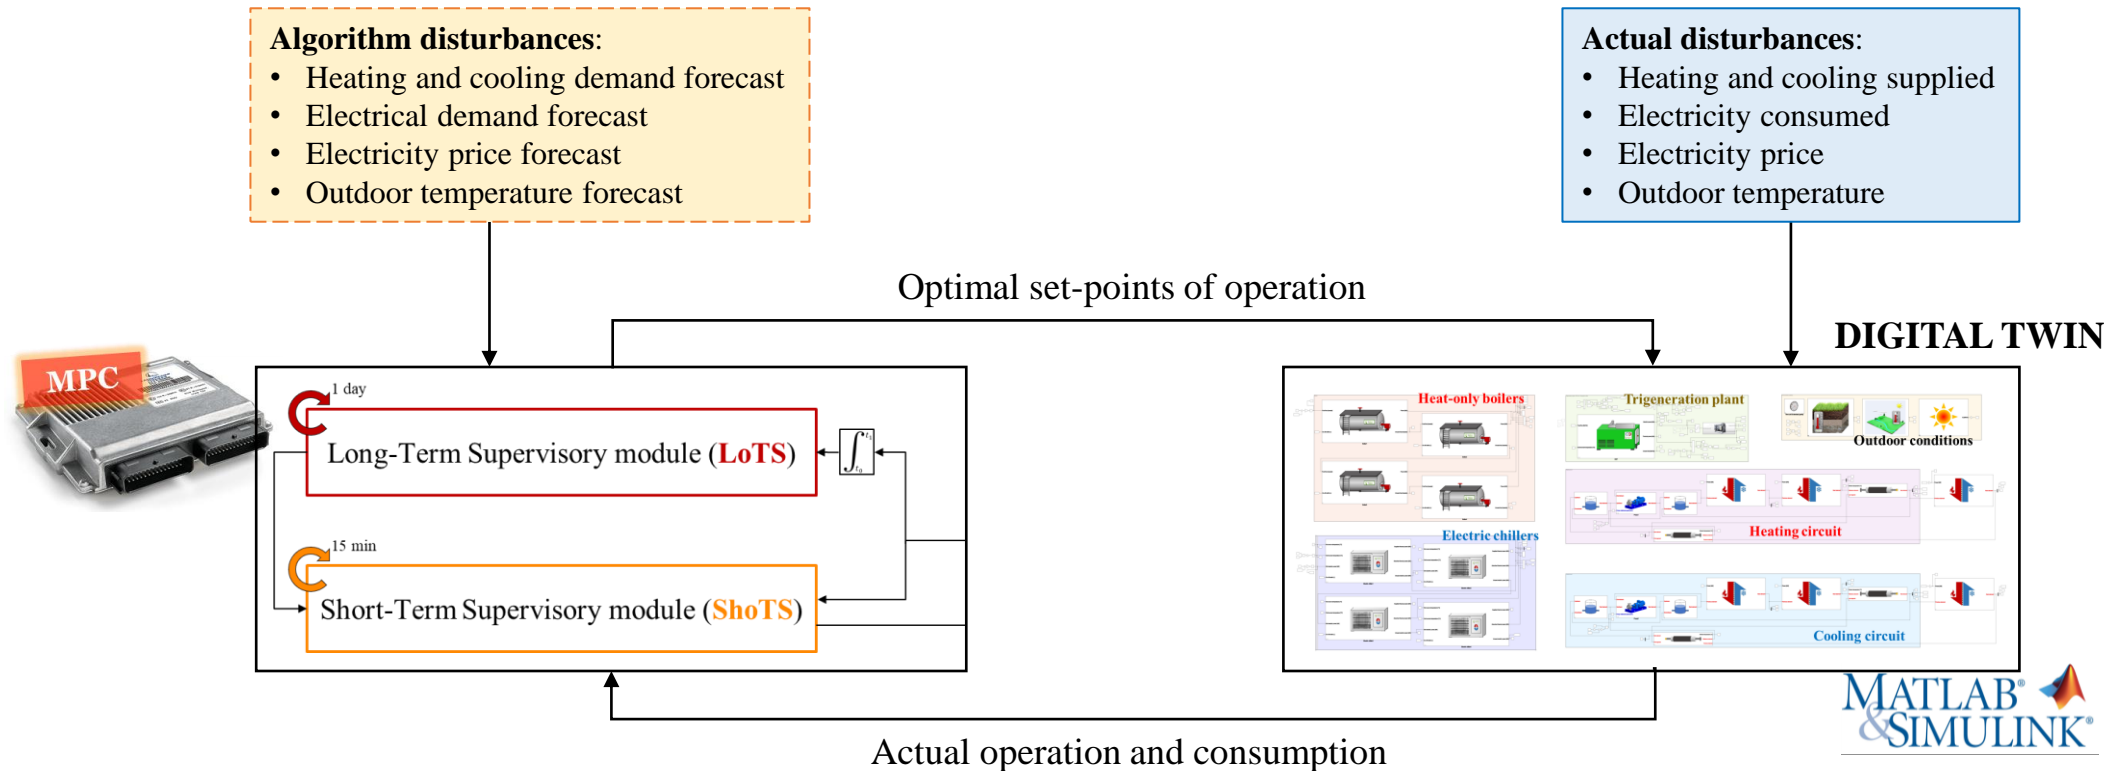 Algorithm disturbances:
• Heating and cooling demand forecast
• Electrical demand forecast
• Electricity price forecast
• Outdoor temperature forecast
Actual disturbances:
• Heating and cooling supplied
• Electricity consumed
• Electricity price
• Outdoor temperature
Optimal set-points of operation
DIGITAL TWIN
MPC
1 day
Long-Term Supervisory module (LoTS)
∫
15 min
Short-Term Supervisory module (ShoTS)
Heat-only boilers
Trigeneration plant
Outdoor conditions
Electric chillers
Heating circuit
Cooling circuit
MATLAB®
&SIMULINK®
Actual operation and consumption